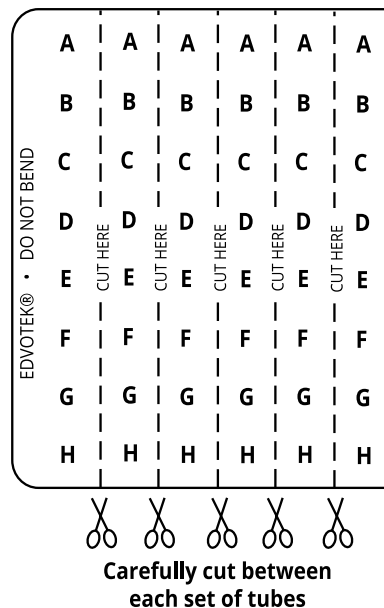 A A A A A A
B B B B B B
C C C C C C
D D D D D D
E E E E E E
F F F F F F
G G G G G G
H H H H H H
EDVOTEK® • DO NOT BEND
CUT HERE
CUT HERE
CUT HERE
CUT HERE
CUT HERE
Carefully cut between
each set of tubes